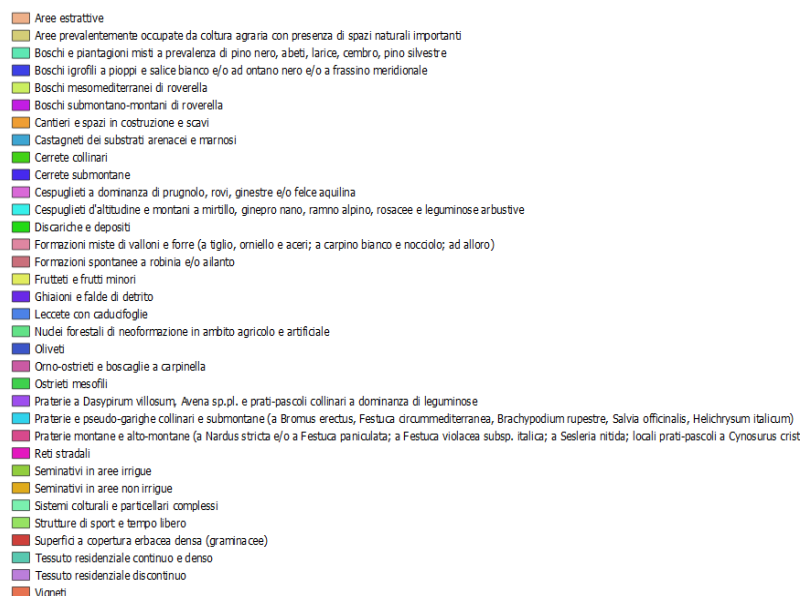 Aree estrattive
Aree prevalentemente occupate da coltura agraria con presenza di spazi naturali importanti
Boschi e piantagioni misti a prevalenza di pino nero, abeti, larice, cembro, pino silvestre
Boschi igrofili a pioppi e salice bianco e/o ad ontano nero e/o a frassino meridionale
Boschi mesomediterranei di roverella
Boschi submontano-montani di roverella
Cantieri e spazi in costruzione e scavi
Castagneti dei substrati arenacei e marnosi
Cerrete collinari
Cerrete submontane
Cespuglieti a dominanza di prugnolo, rovi, ginestre e/o felce aquilina
Cespuglieti d'altitudine e montani a mirtillo, ginepro nano, ramno alpino, rosacee e leguminose arbustive
Discariche e depositi
Formazioni miste di valloni e forre (a tiglio, orniello e aceri; a carpino bianco e nocciolo; ad alloro)
Formazioni spontanee a robinia e/o ailanto
Frutteti e frutti minori
Ghiaioni e falde di detrito
Leccete con caducifoglie
Nuclei forestali di neoformazione in ambito agricolo e artificiale
Oliveti
Orno-ostrieti e boscaglie a carpinella
Ostrieti mesofili
Praterie a Dasypirum villosum, Avena sp.pl. e prati-pascoli collinari a dominanza di leguminose
Praterie e pseudo-garighe collinari e submontane (a Bromus erectus, Festuca circummediterranea, Brachypodium rupestre, Salvia officinalis, Helichrysum italicum)
Praterie montane e alto-montane (a Nardus stricta e/o a Festuca paniculata; a Festuca violacea subsp. italica; a Sesleria nitida; locali prati-pascoli a Cynosurus crist
Reti stradali
Seminativi in aree irrigue
Seminativi in aree non irrigue
Sistemi colturali e particellari complessi
Strutture di sport e tempo libero
Superfici a copertura erbacea densa (graminacee)
Tessuto residenziale continuo e denso
Tessuto residenziale discontinuo
Vigneti